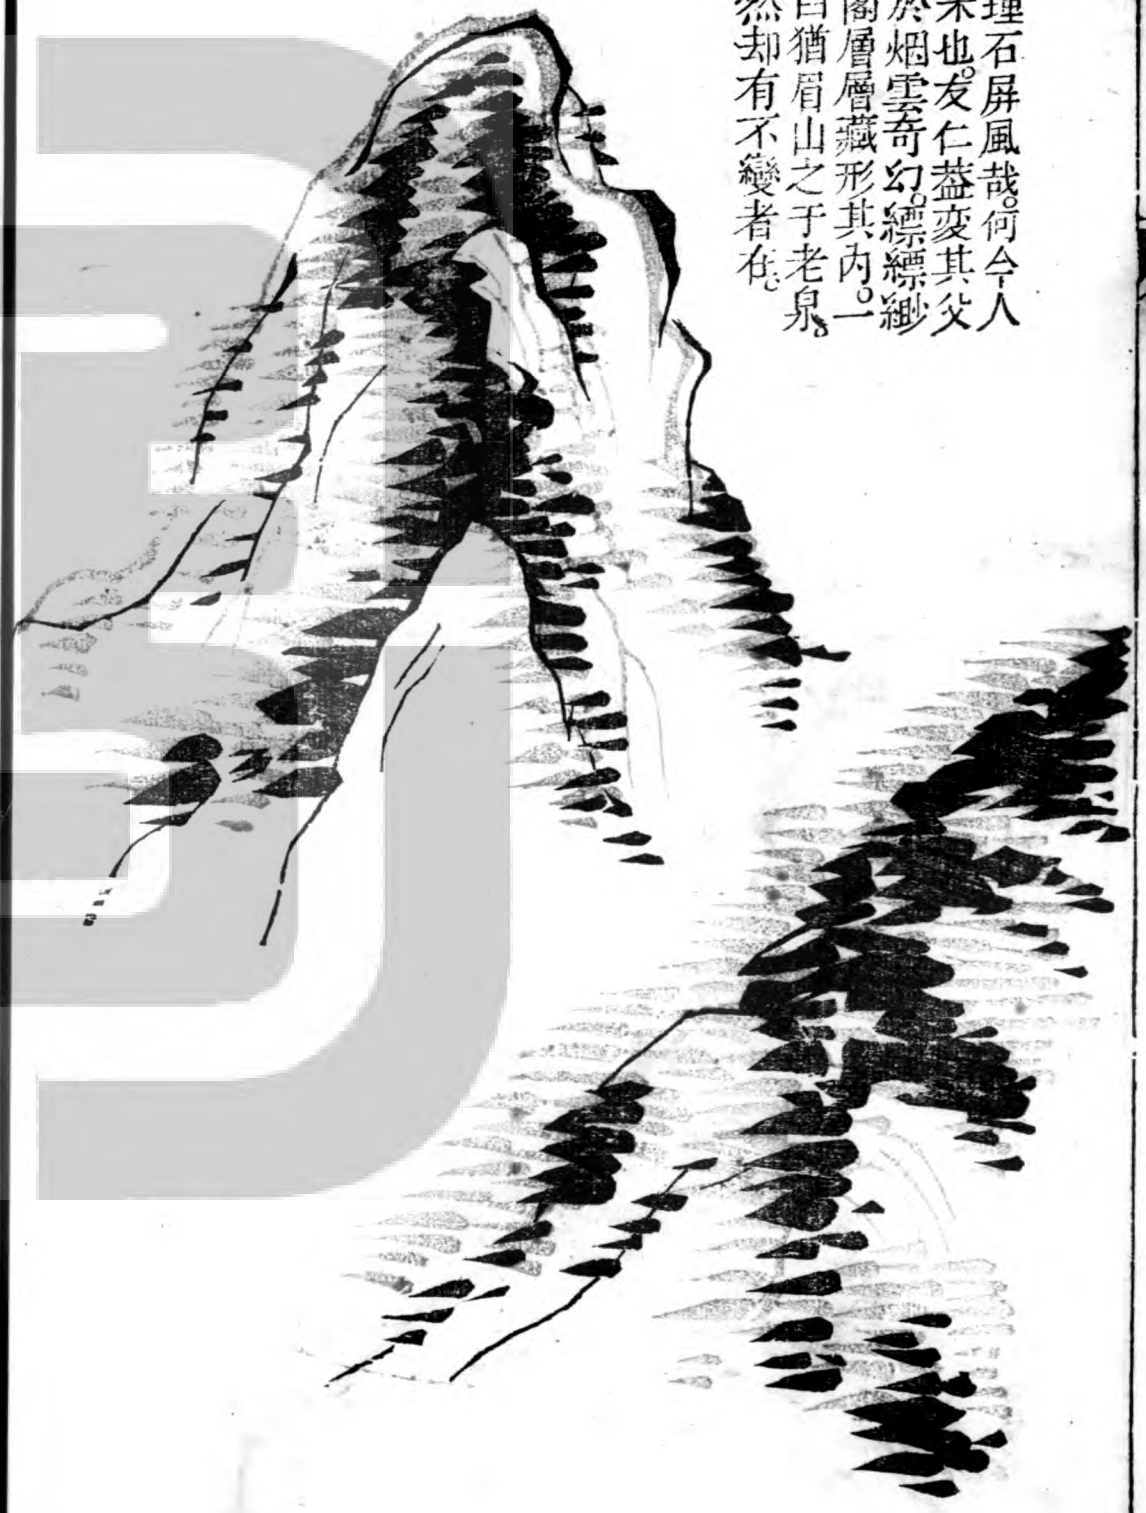 理石屏風哉。何今人
米也。友仁葢変其父
於烟雲奇幻。縹縹緲
閣層層藏形其內。一
猶眉山之于老泉。
然却有不變者在。